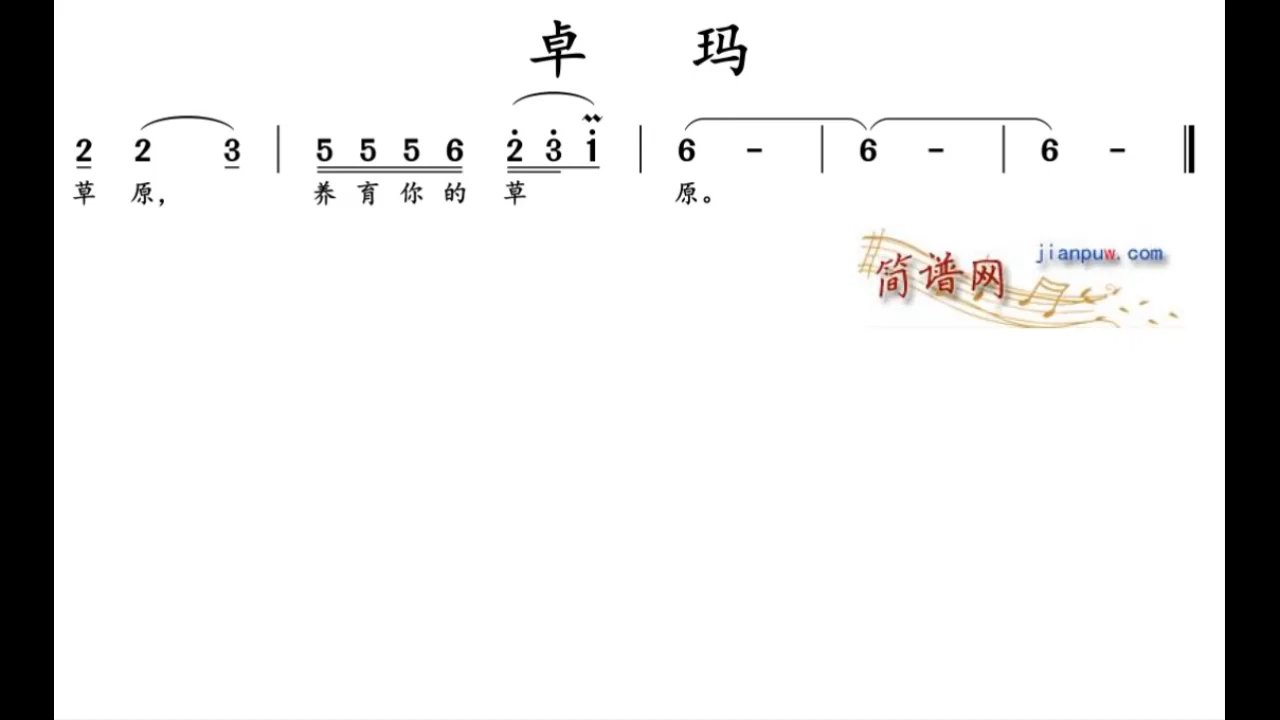 卓 玛
2 2 3 | 5 5 5 6 2̇ 3̇ 1̇ | 6 - | 6 - | 6 - ‖
草 原， 养 育 你 的 草 原。
jianpuw.com
简谱网